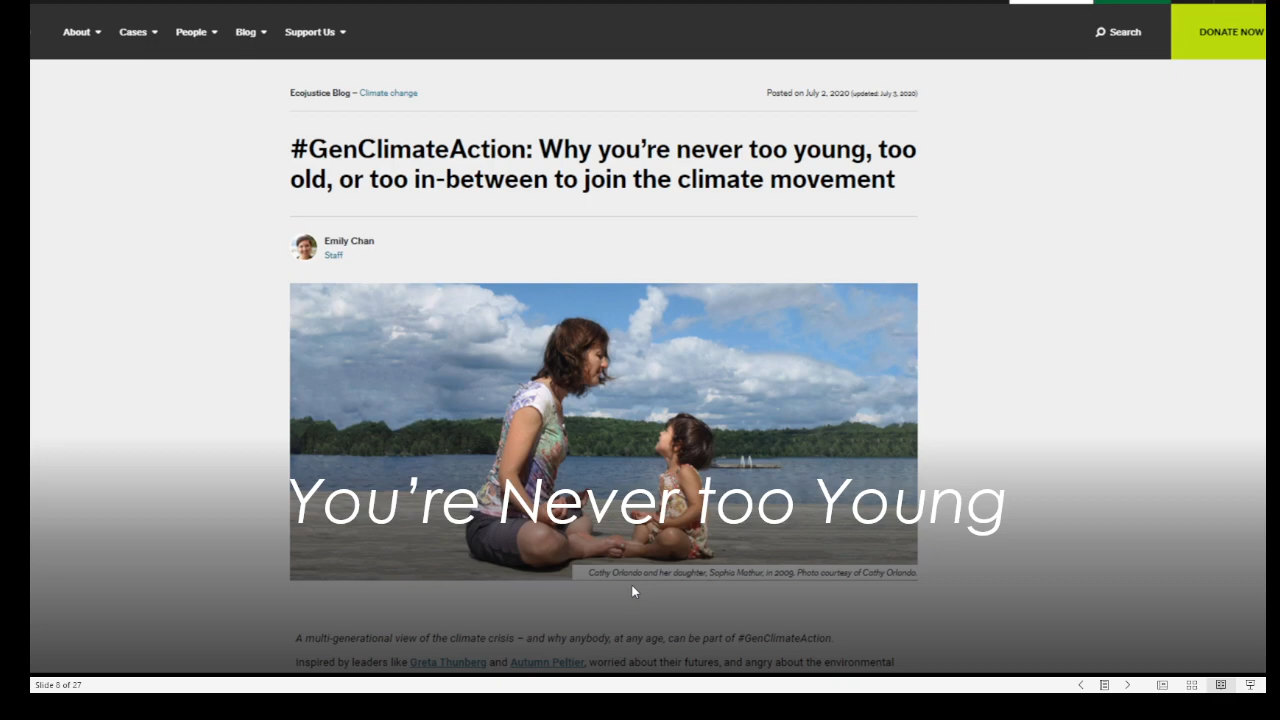 About Cases People Blog Support Us Search DONATE NOW
Ecojustice Blog – Climate change Posted on July 2, 2020 (updated: July 3, 2020)
#GenClimateAction: Why you’re never too young, too
old, or too in-between to join the climate movement
Emily Chan
Staff
You’re Never too Young
Cathy Orlando and her daughter, Sophia Mathur, in 2009. Photo courtesy of Cathy Orlando.
A multi-generational view of the climate crisis – and why anybody, at any age, can be part of #GenClimateAction.
Inspired by leaders like Greta Thunberg and Autumn Peltier, worried about their futures, and angry about the environmental
Slide 8 of 27